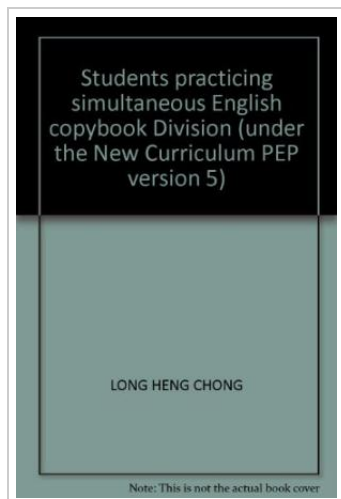 Students practicing
simultaneous English
copybook Division (under
the New Curriculum PEP
version 5)
LONG HENG CHONG
Note: This is not the actual book cover